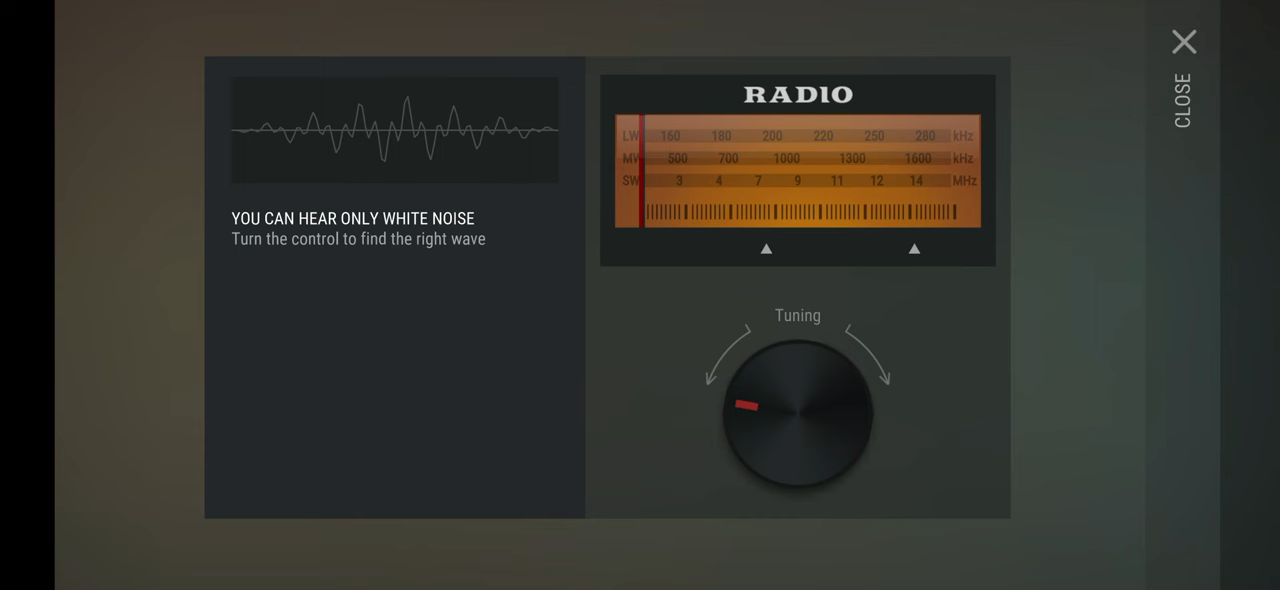 YOU CAN HEAR ONLY WHITE NOISE
Turn the control to find the right wave
RADIO
LW 160 180 200 220 250 280 kHz
MW 500 700 1000 1300 1600 kHz
SW 3 4 7 9 11 12 14 MHz
Tuning
CLOSE